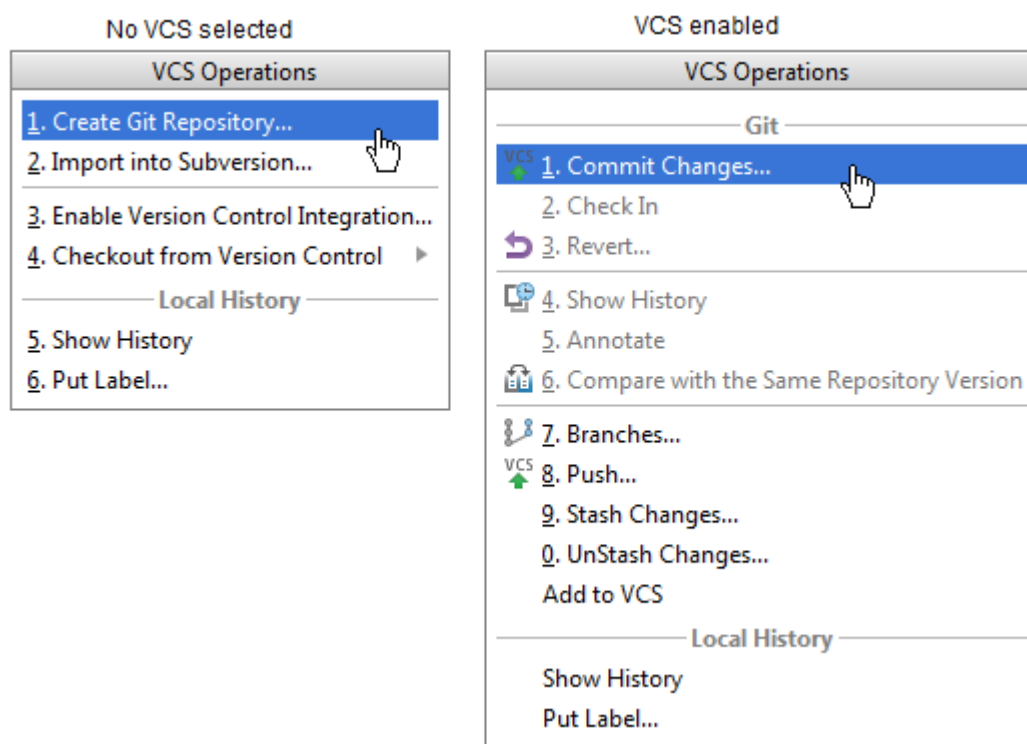 No VCS selected
VCS Operations
1. Create Git Repository...
2. Import into Subversion...
3. Enable Version Control Integration...
4. Checkout from Version Control
Local History
5. Show History
6. Put Label...
VCS enabled
VCS Operations
Git
VCS 1. Commit Changes...
2. Check In
3. Revert...
4. Show History
5. Annotate
6. Compare with the Same Repository Version
7. Branches...
VCS 8. Push...
9. Stash Changes...
0. UnStash Changes...
Add to VCS
Local History
Show History
Put Label...